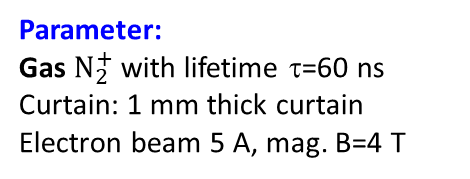 Parameter:
Gas N₂⁺ with lifetime τ=60 ns
Curtain: 1 mm thick curtain
Electron beam 5 A, mag. B=4 T